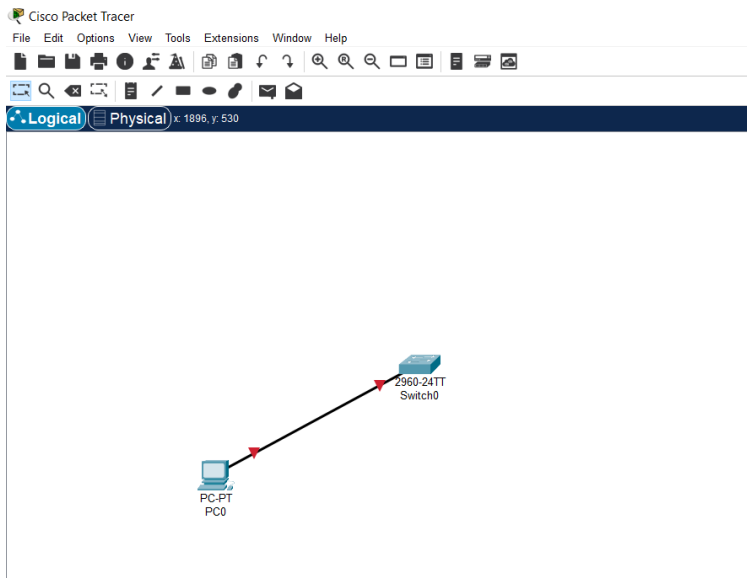 Cisco Packet Tracer
File Edit Options View Tools Extensions Window Help
Logical Physical x: 1896, y: 530
2960-24TT
Switch0
PC-PT
PC0